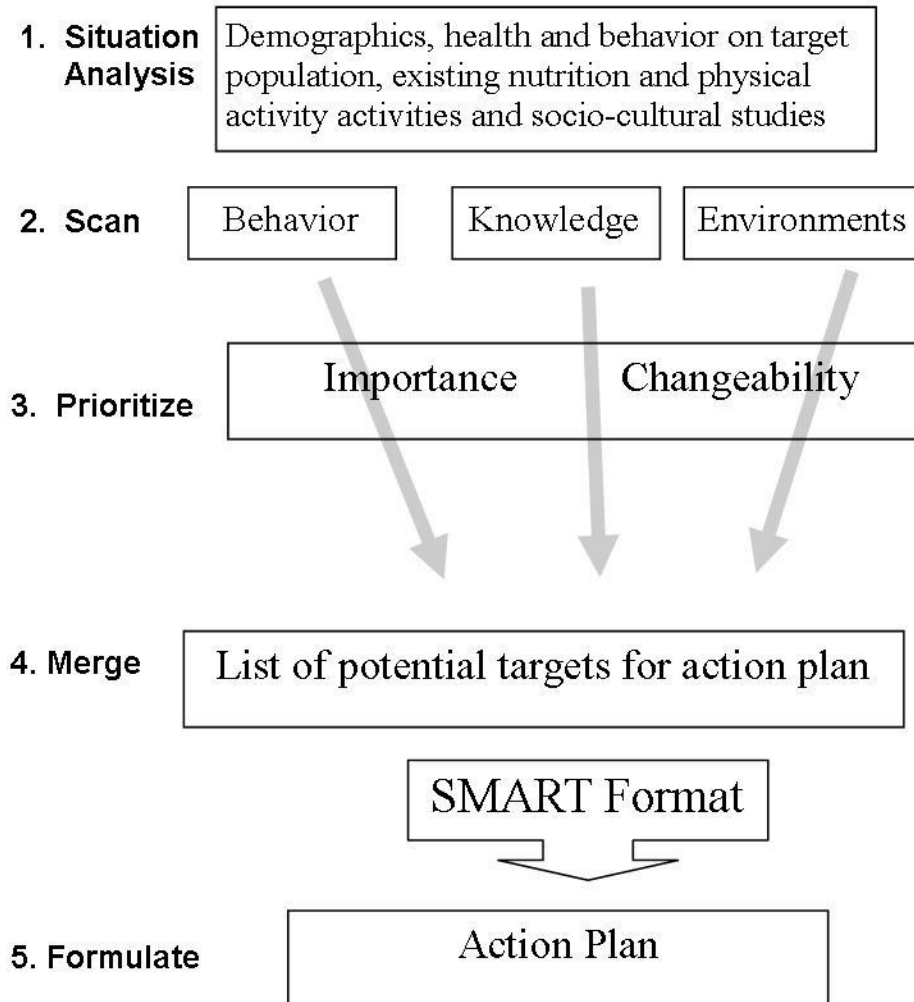 1. Situation Analysis
Demographics, health and behavior on target
population, existing nutrition and physical
activity activities and socio-cultural studies
2. Scan
Behavior
Knowledge
Environments
3. Prioritize
Importance
Changeability
4. Merge
List of potential targets for action plan
SMART Format
5. Formulate
Action Plan